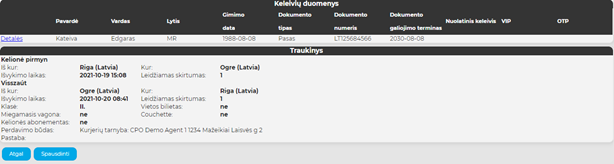 Keleivių duomenys
Pavardė Vardas Lytis Gimimo data Dokumento tipas Dokumento numeris Dokumento galiojimo terminas Nuolatinis keleivis VIP OTP
Detalės Kateiva Edgaras MR 1988-08-08 Pasas LT125684566 2030-08-08
Traukinys
Kelionė pirmyn
Iš kur: Riga (Latvia) Kur: Ogre (Latvia)
Išvykimo laikas: 2021-10-19 15:08 Leidžiamas skirtumas: 1
Visszaút
Iš kur: Ogre (Latvia) Kur: Riga (Latvia)
Išvykimo laikas: 2021-10-20 08:41 Leidžiamas skirtumas: 1
Klasė: II. Vietos bilietas: ne
Miegamasis vagonas: ne Couchette: ne
Kelionės abonementas: ne
Perdavimo būdas: Kurjerių tarnyba: CPO Demo Agent 1 1234 Mažeikiai Laisvės g 2
Pastaba:
Atgal Spausdinti